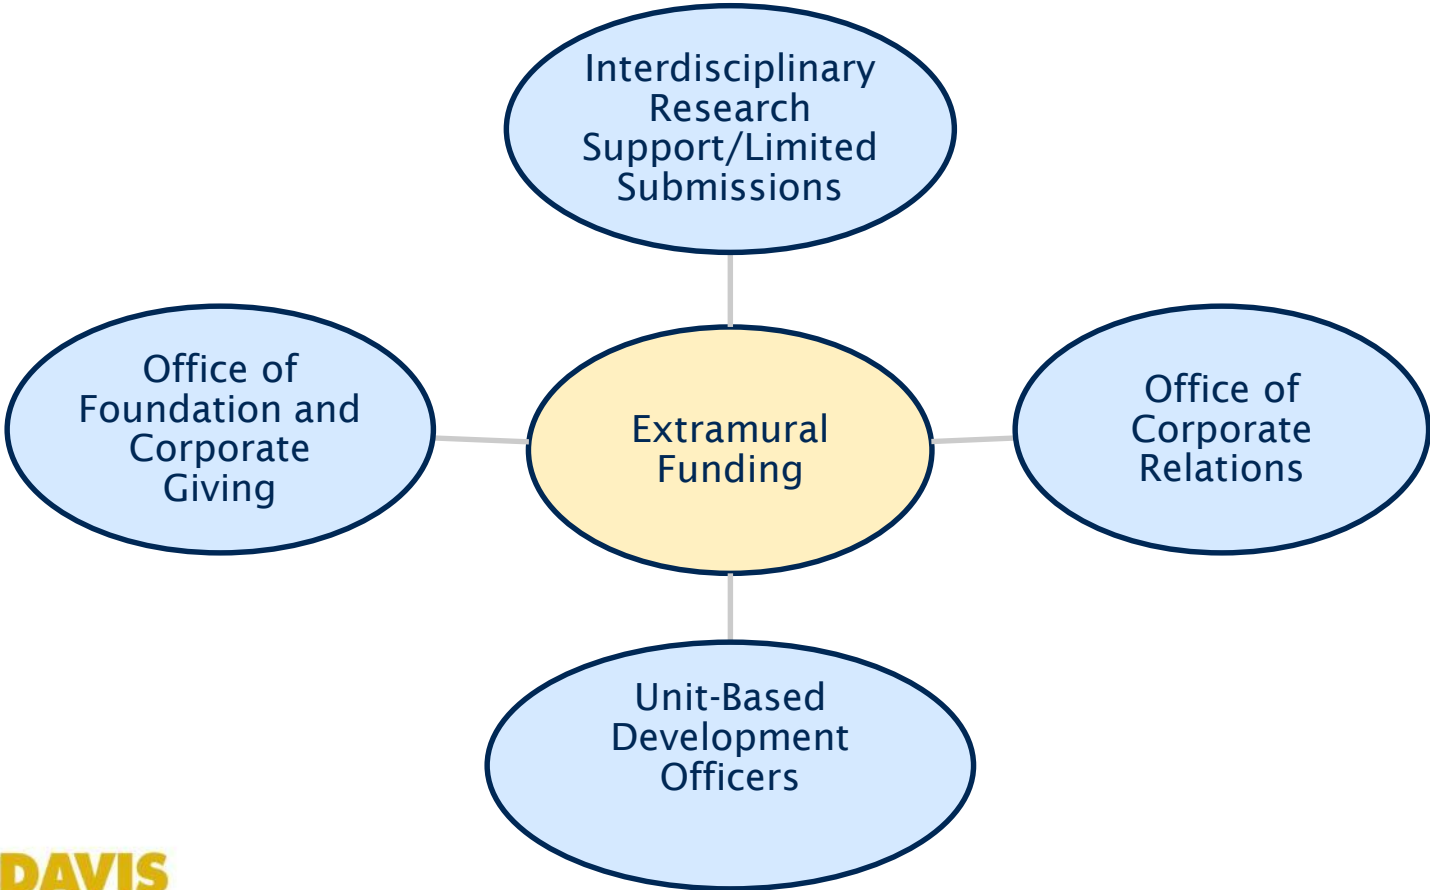 Interdisciplinary
Research
Support/Limited
Submissions
Office of
Foundation and
Corporate
Giving
Extramural
Funding
Office of
Corporate
Relations
Unit-Based
Development
Officers
DAVIS